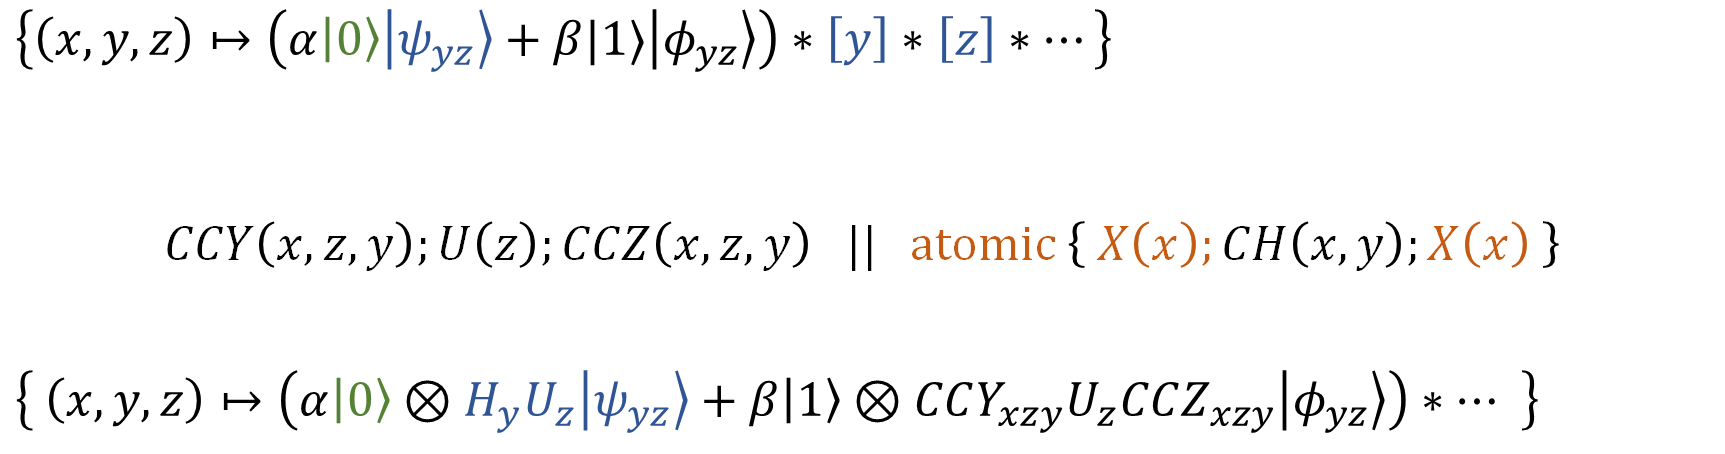 {(x, y, z) ↦ (α|0⟩|ψ_yz⟩ + β|1⟩|ϕ_yz⟩) ∗ [y] ∗ [z] ∗ ⋯}
CCY(x, z, y); U(z); CCZ(x, z, y) || atomic { X(x); CH(x, y); X(x) }
{ (x, y, z) ↦ (α|0⟩ ⊗ H_y U_z|ψ_yz⟩ + β|1⟩ ⊗ CCY_xzy U_z CCZ_xzy|ϕ_yz⟩) ∗ ⋯ }